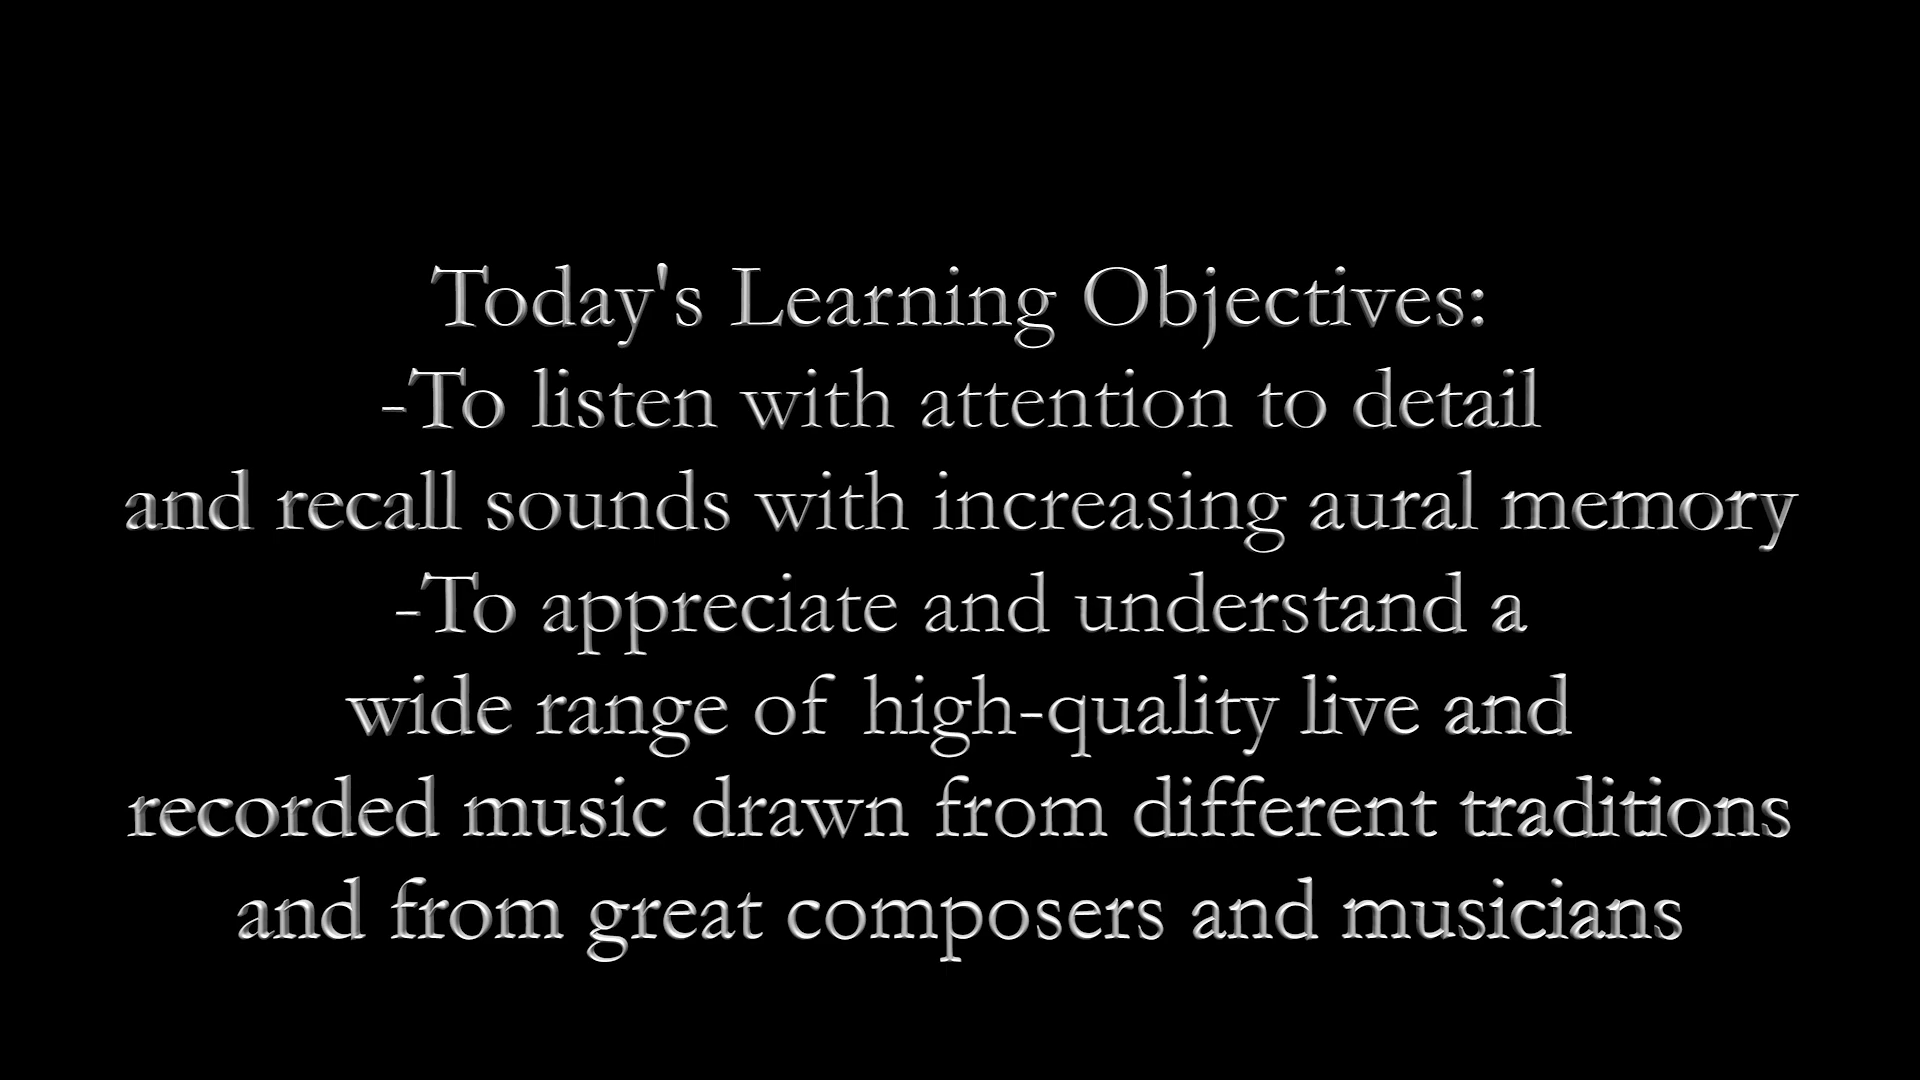 Today's Learning Objectives:
-To listen with attention to detail
and recall sounds with increasing aural memory
-To appreciate and understand a
wide range of high-quality live and
recorded music drawn from different traditions
and from great composers and musicians